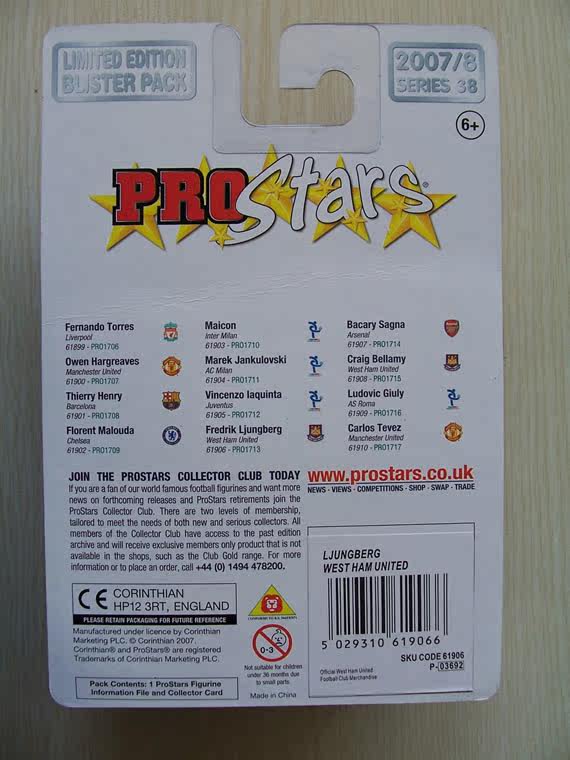 LIMITED EDITION
BLISTER PACK
2007/8
SERIES 38
6+
PROStars®
Fernando Torres
Liverpool
61899 - PRO1706
Owen Hargreaves
Manchester United
61900 - PRO1707
Thierry Henry
Barcelona
61901 - PRO1708
Florent Malouda
Chelsea
61902 - PRO1709
Maicon
Inter Milan
61903 - PRO1710
Marek Jankulovski
AC Milan
61904 - PRO1711
Vincenzo Iaquinta
Juventus
61905 - PRO1712
Fredrik Ljungberg
West Ham United
61906 - PRO1713
Bacary Sagna
Arsenal
61907 - PRO1714
Craig Bellamy
West Ham United
61908 - PRO1715
Ludovic Giuly
AS Roma
61909 - PRO1716
Carlos Tevez
Manchester United
61910 - PRO1717
JOIN THE PROSTARS COLLECTOR CLUB TODAY
If you are a fan of our world famous football figurines and want more
news on forthcoming releases and ProStars retirements join the
ProStars Collector Club. There are two levels of membership,
tailored to meet the needs of both new and serious collectors. All
members of the Collector Club have access to the past edition
archive and will receive exclusive members only product that is not
available in the shops, such as the Club Gold range. For more
information or to place an order, call +44 (0) 1494 478200.
www.prostars.co.uk
NEWS - VIEWS - COMPETITIONS - SHOP - SWAP - TRADE
CE CORINTHIAN
HP12 3RT, ENGLAND
PLEASE RETAIN PACKAGING FOR FUTURE REFERENCE
Manufactured under licence by Corinthian
Marketing PLC. © Corinthian 2007.
Corinthian® and ProStars® are registered
Trademarks of Corinthian Marketing PLC.
Pack Contents: 1 ProStars Figurine
Information File and Collector Card
0-3
Not suitable for children
under 36 months due
to small parts.
Made in China
LJUNGBERG
WEST HAM UNITED
5 029310 619066
SKU CODE 61906
P-03692
Official West Ham United
Football Club Merchandise